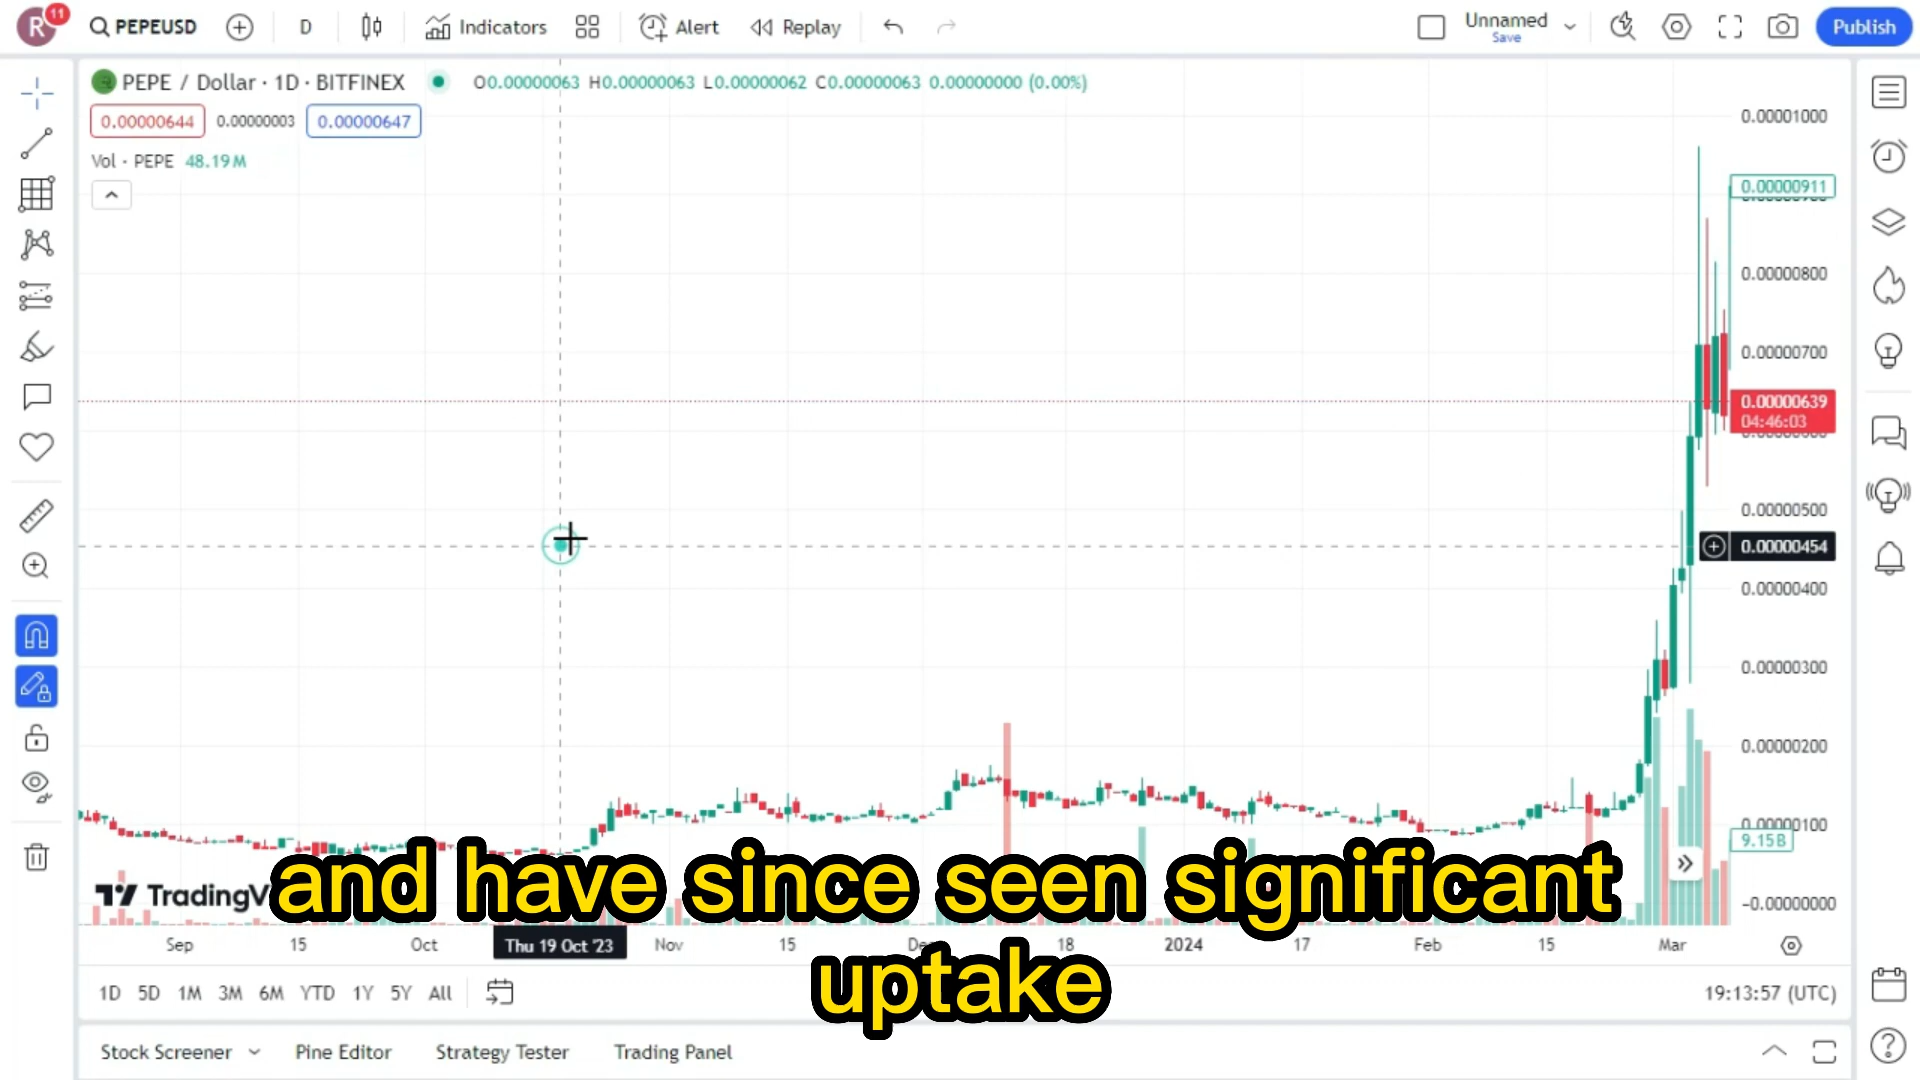 R 11 PEPEUSD D Indicators Alert Replay Unnamed Save Publish
PEPE / Dollar · 1D · BITFINEX O0.00000063 H0.00000063 L0.00000062 C0.00000063 0.00000000 (0.00%)
0.00000644 0.00000003 0.00000647
Vol · PEPE 48.19M
0.00001000
0.00000911
0.00000800
0.00000700
0.00000639
04:46:03
0.00000500
0.00000454
0.00000400
0.00000300
0.00000200
0.00000100
9.15B
-0.00000000
TradingV
and have since seen significant
uptake
Sep 15 Oct Thu 19 Oct '23 Nov 15 18 2024 17 Feb 15 Mar
1D 5D 1M 3M 6M YTD 1Y 5Y All 19:13:57 (UTC)
Stock Screener Pine Editor Strategy Tester Trading Panel